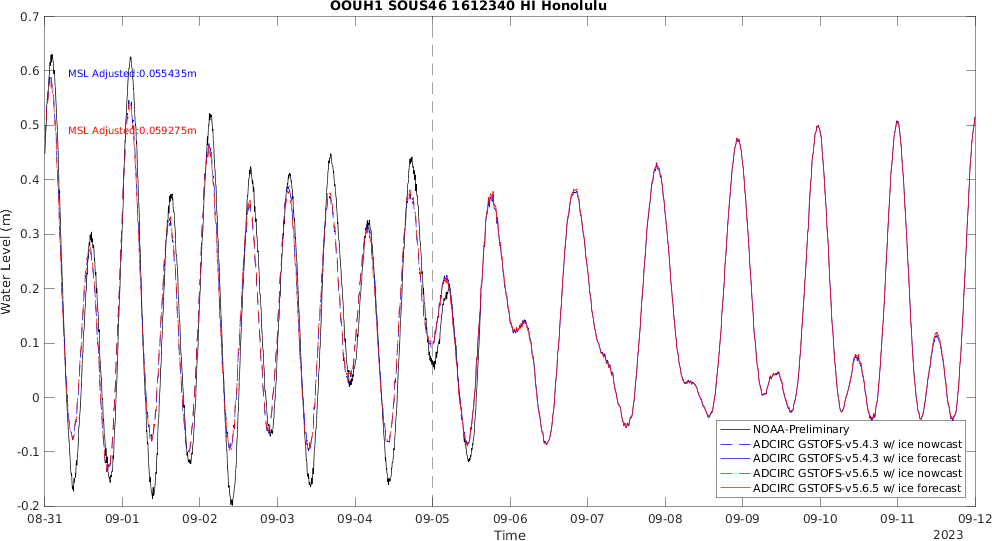 OOUH1 SOUS46 1612340 HI Honolulu
0.7
0.6
0.5
0.4
0.3
0.2
0.1
0
-0.1
-0.2
Water Level (m)
MSL Adjusted:0.055435m
MSL Adjusted:0.059275m
NOAA-Preliminary
ADCIRC GSTOFS-v5.4.3 w/ ice nowcast
ADCIRC GSTOFS-v5.4.3 w/ ice forecast
ADCIRC GSTOFS-v5.6.5 w/ ice nowcast
ADCIRC GSTOFS-v5.6.5 w/ ice forecast
08-31 09-01 09-02 09-03 09-04 09-05 09-06 09-07 09-08 09-09 09-10 09-11 09-12
Time
2023